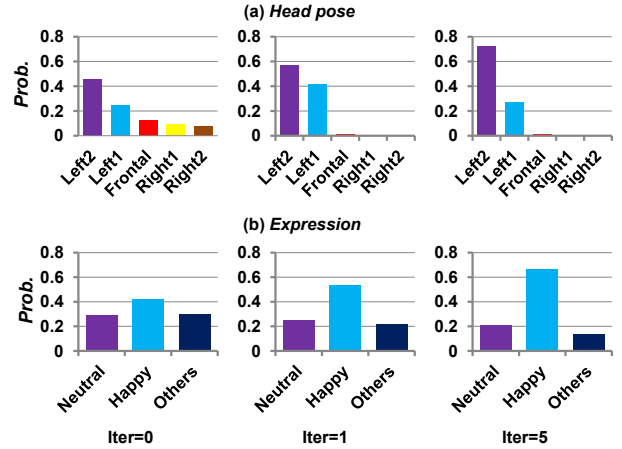 (a) Head pose
Prob.
0.8 0.6 0.4 0.2 0
Left2 Left1 Frontal Right1 Right2
0.8 0.6 0.4 0.2 0
Left2 Left1 Frontal Right1 Right2
0.8 0.6 0.4 0.2 0
Left2 Left1 Frontal Right1 Right2
(b) Expression
Prob.
0.8 0.6 0.4 0.2 0
Neutral Happy Others
0.8 0.6 0.4 0.2 0
Neutral Happy Others
0.8 0.6 0.4 0.2 0
Neutral Happy Others
Iter=0 Iter=1 Iter=5